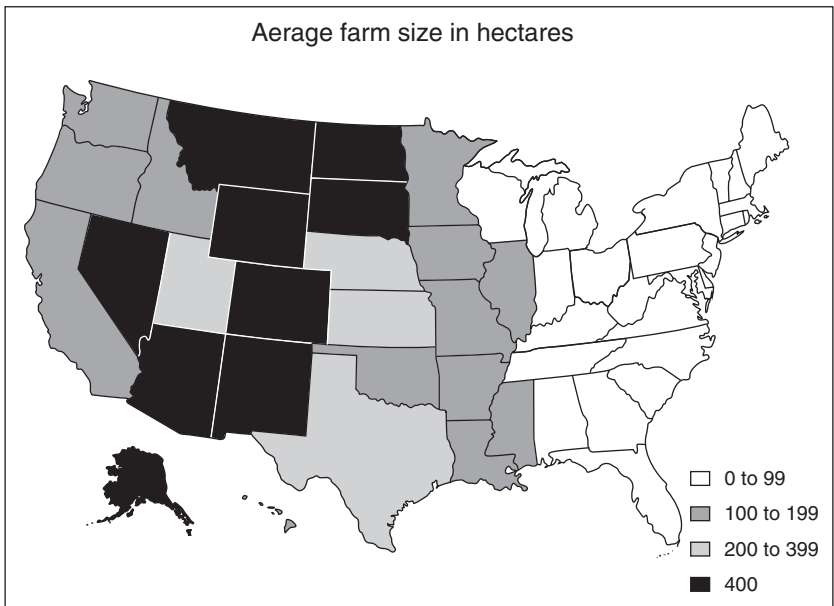 Aerage farm size in hectares
0 to 99
100 to 199
200 to 399
400